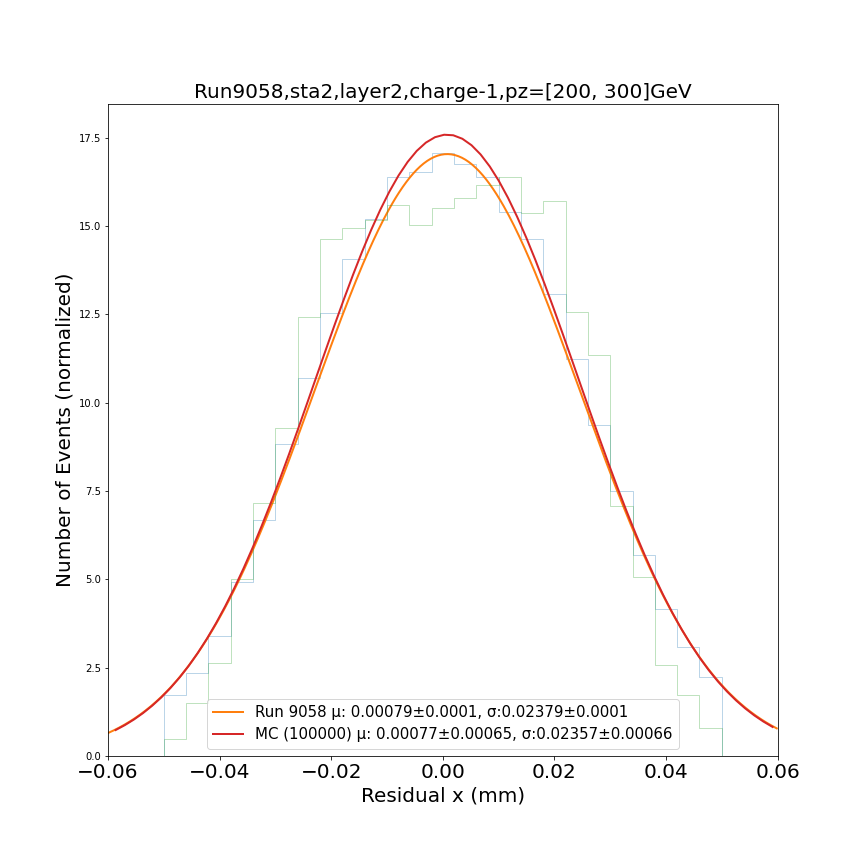 Run9058,sta2,layer2,charge-1,pz=[200, 300]GeV
Number of Events (normalized)
17.5
15.0
12.5
10.0
7.5
5.0
2.5
0.0
Run 9058 μ: 0.00079±0.0001, σ:0.02379±0.0001
MC (100000) μ: 0.00077±0.00065, σ:0.02357±0.00066
−0.06 −0.04 −0.02 0.00 0.02 0.04 0.06
Residual x (mm)